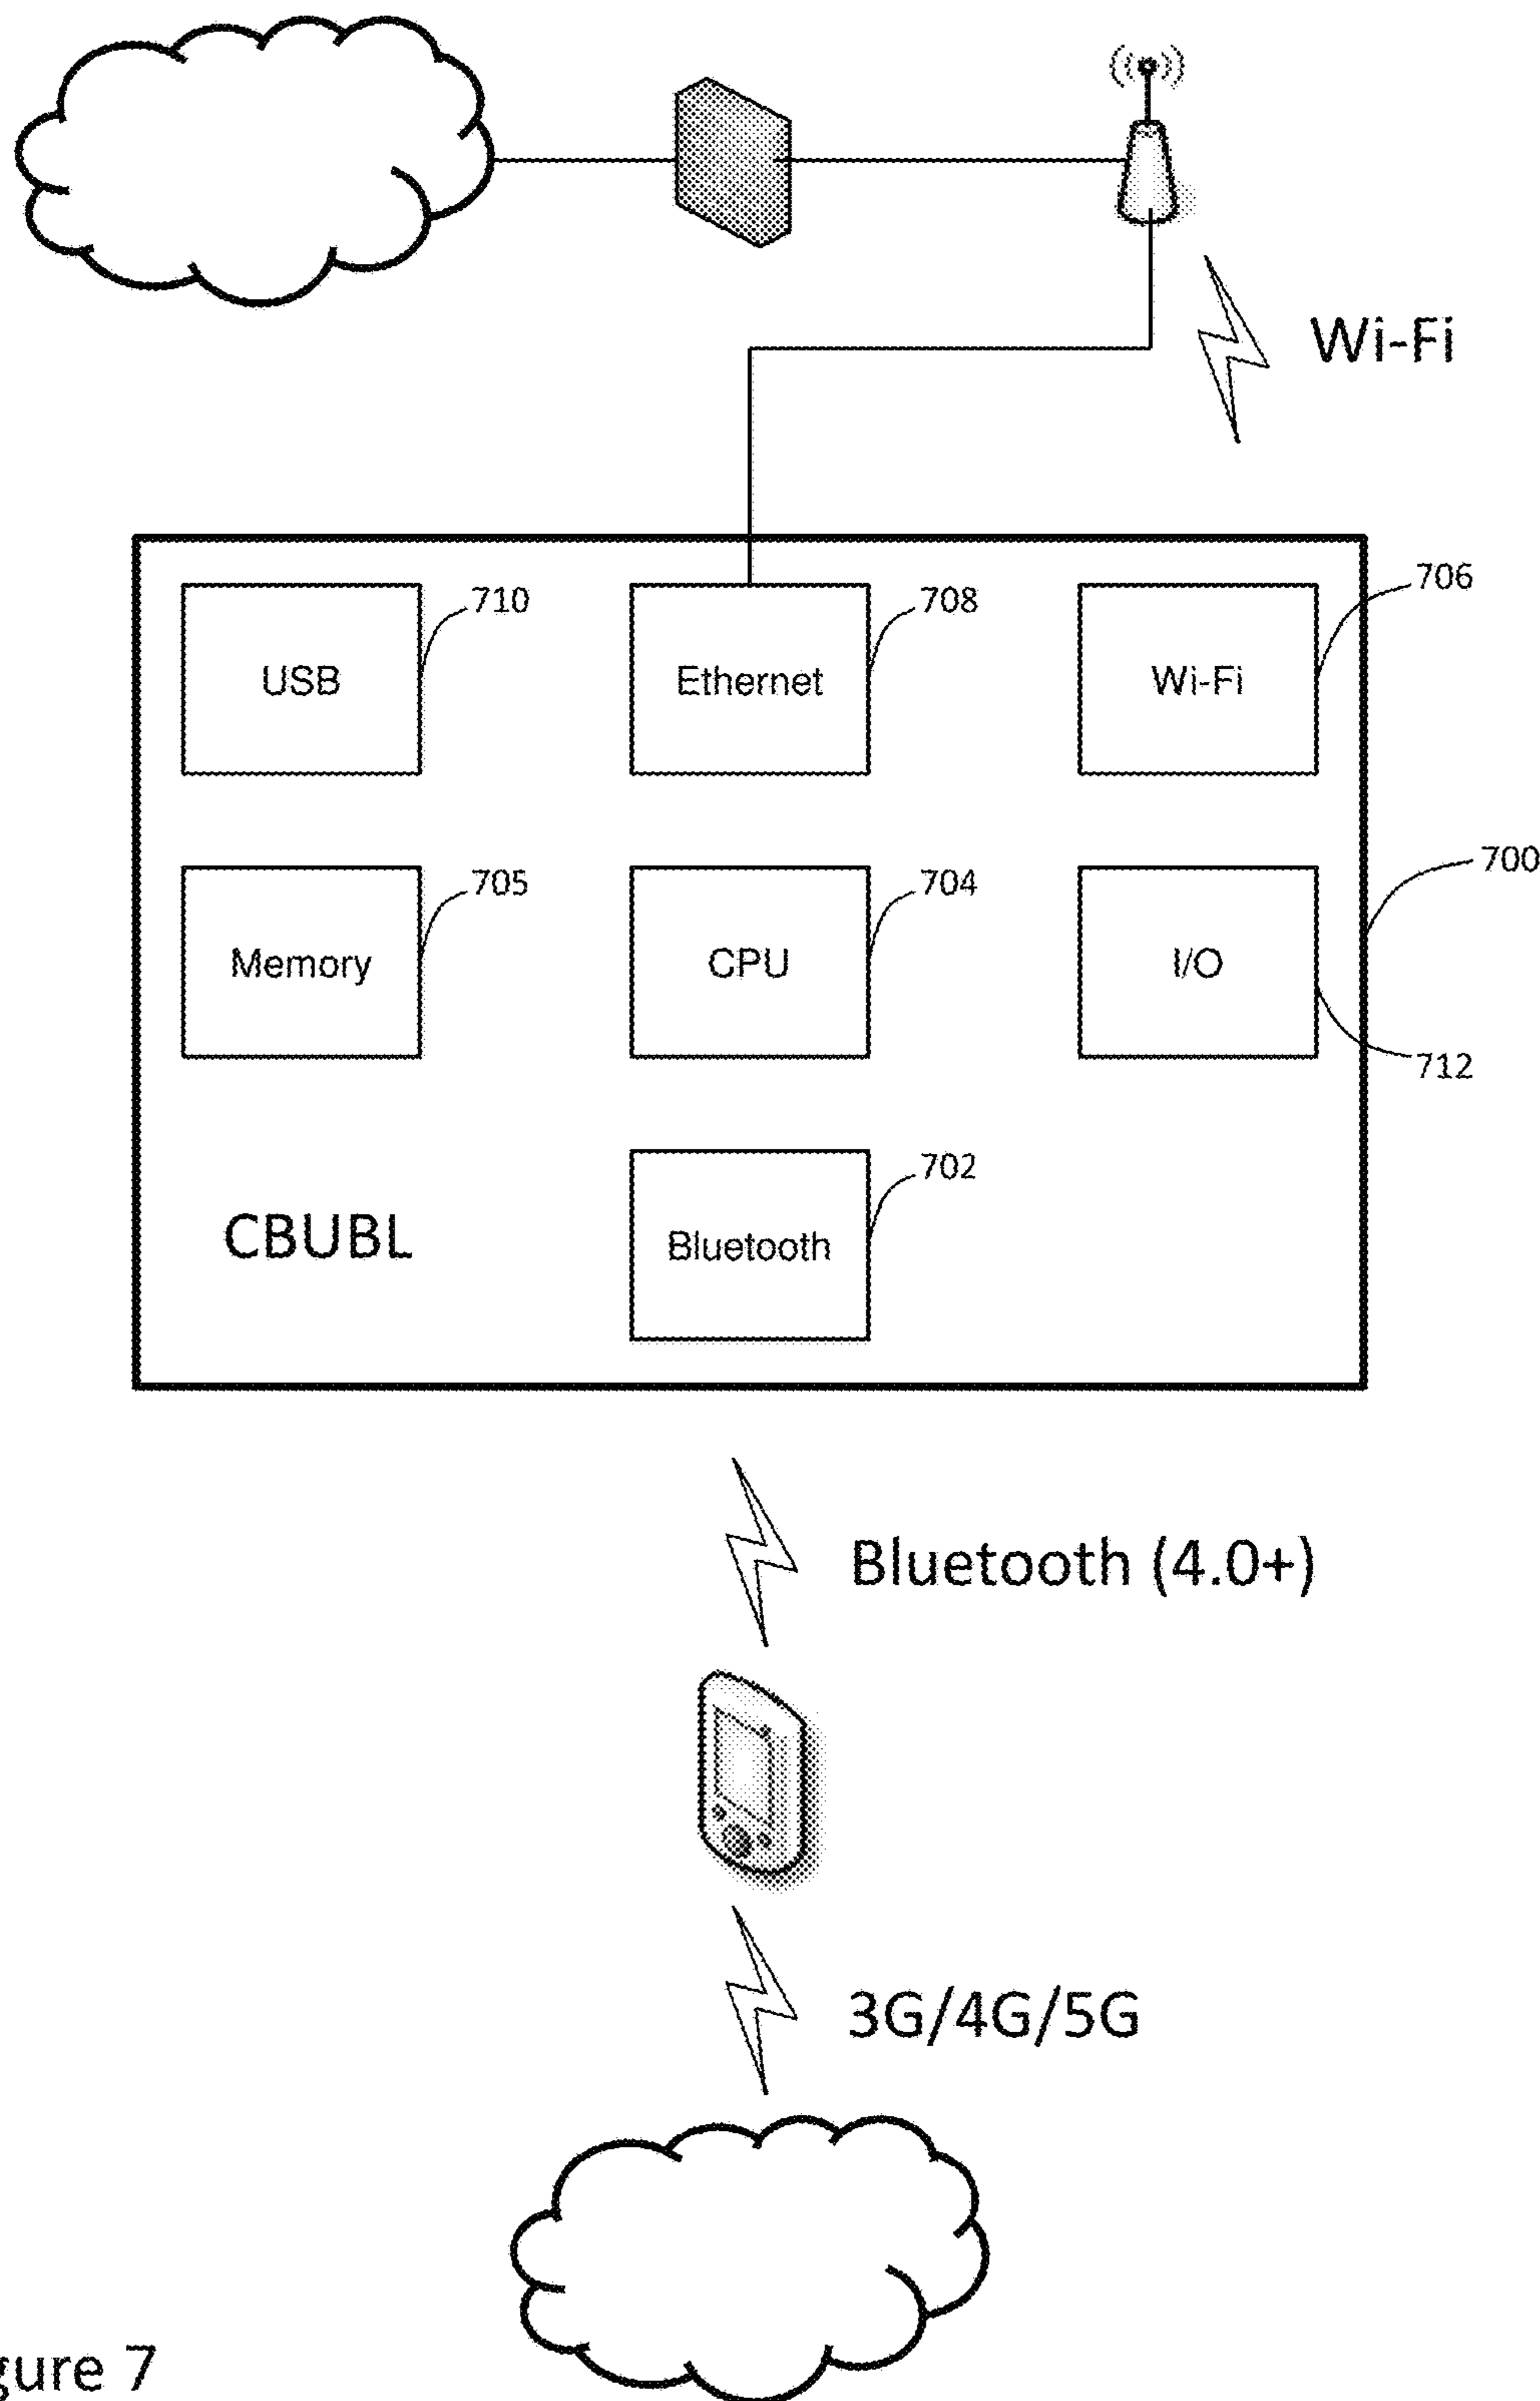 Wi-Fi
706
710
708
USB
Ethernet
Wi-Fi
700
705
704
Memory
CPU
I/O
712
702
CBUBL
Bluetooth
Bluetooth (4.0+)
3G/4G/5G
gure 7